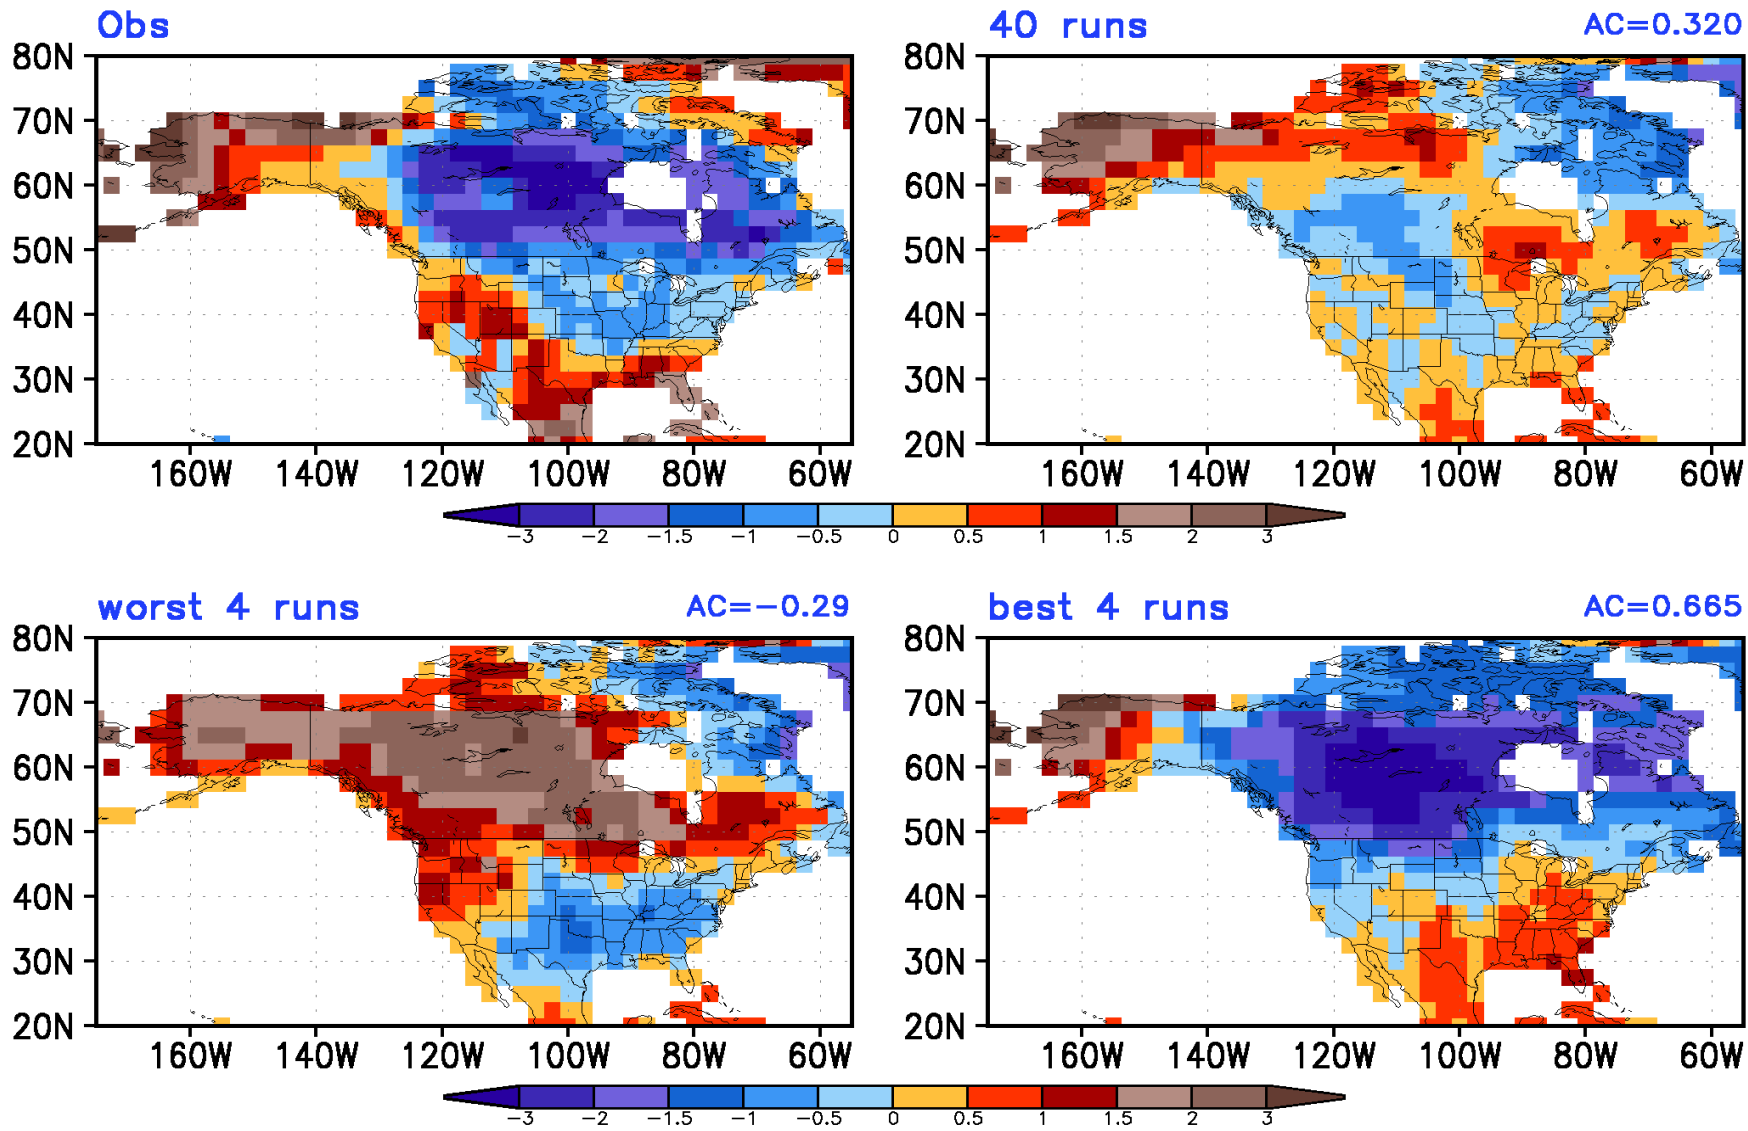 Obs
40 runs AC=0.320
80N 80N
70N 70N
60N 60N
50N 50N
40N 40N
30N 30N
20N 20N
160W 140W 120W 100W 80W 60W 160W 140W 120W 100W 80W 60W
-3 -2 -1.5 -1 -0.5 0 0.5 1 1.5 2 3
worst 4 runs AC=-0.29
best 4 runs AC=0.665
80N 80N
70N 70N
60N 60N
50N 50N
40N 40N
30N 30N
20N 20N
160W 140W 120W 100W 80W 60W 160W 140W 120W 100W 80W 60W
-3 -2 -1.5 -1 -0.5 0 0.5 1 1.5 2 3